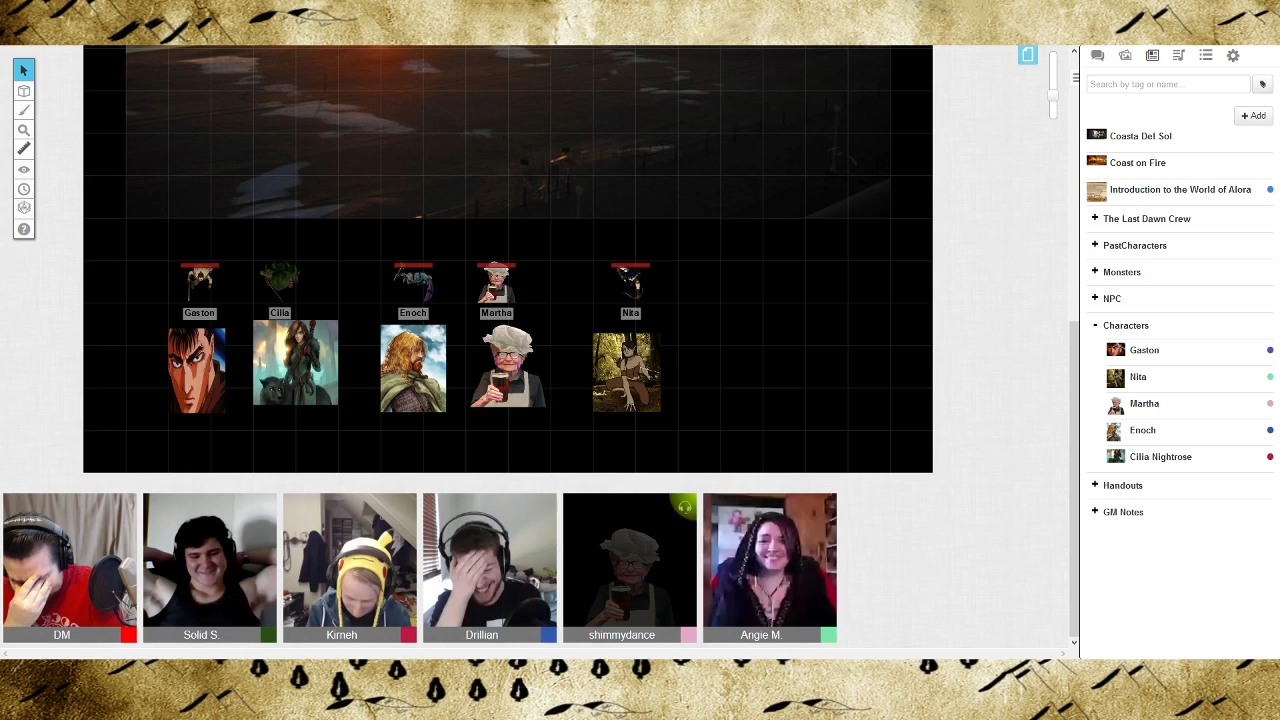 Search by tag or name...
+ Add
Coasta Del Sol
Coast on Fire
Introduction to the World of Alora
+ The Last Dawn Crew
+ PastCharacters
+ Monsters
+ NPC
- Characters
Gaston
Nita
Martha
Enoch
Cilia Nightrose
+ Handouts
+ GM Notes
Gaston
Cilia
Enoch
Martha
Nita
DM
Solid S.
Kirneh
Drillian
shimmydance
Angie M.